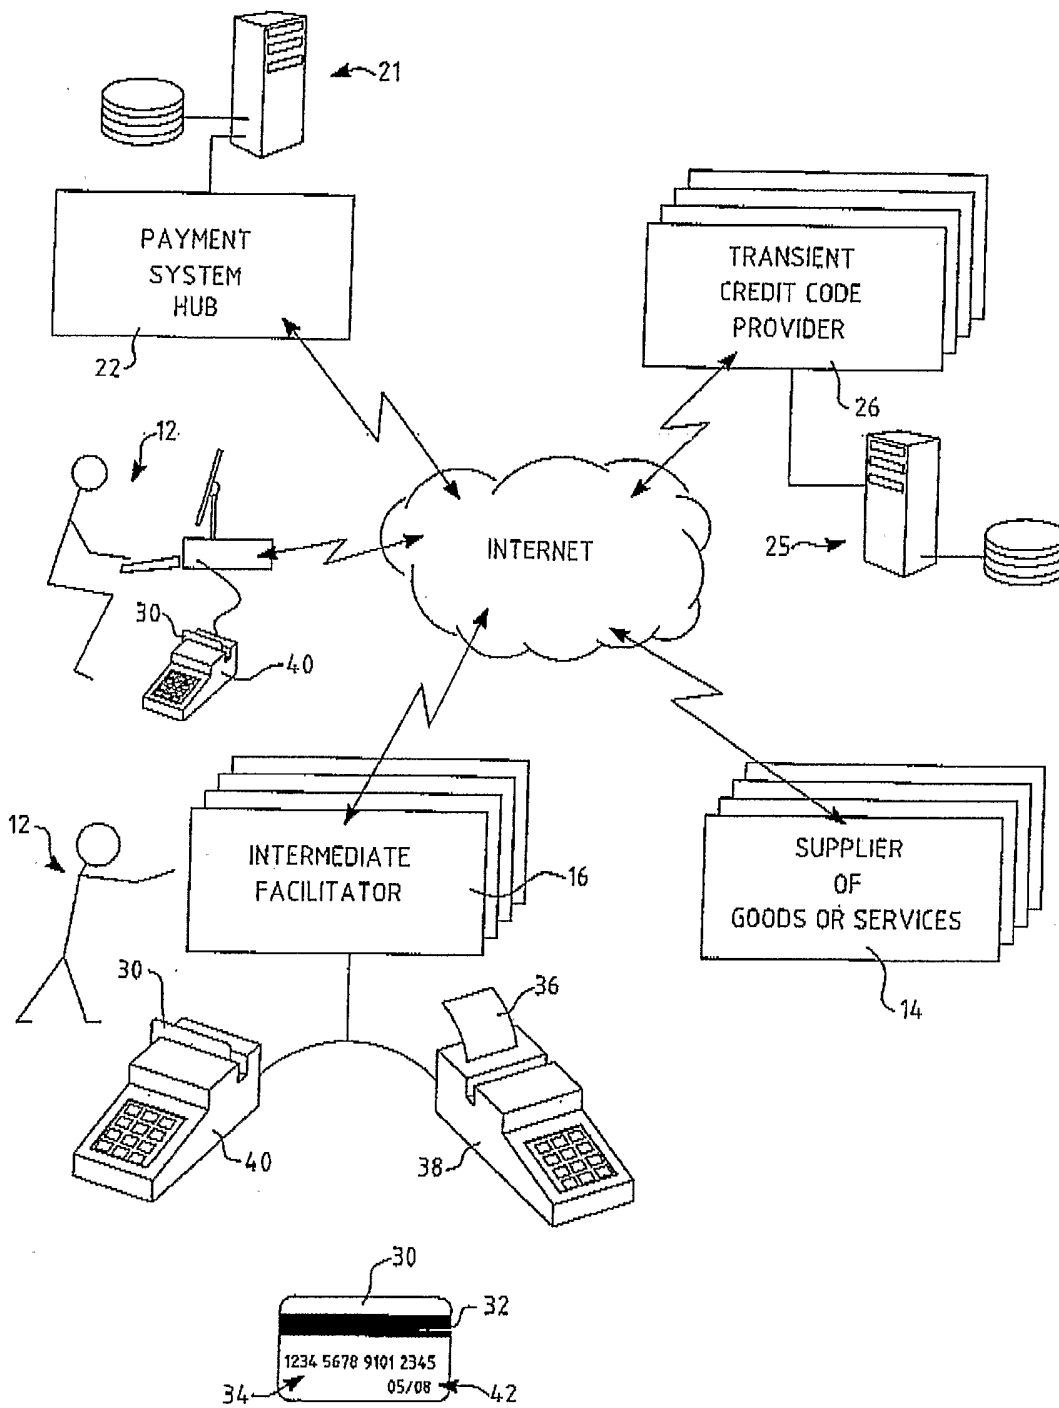 21
PAYMENT
SYSTEM
HUB
22
TRANSIENT
CREDIT CODE
PROVIDER
26
12
INTERNET
25
30
40
12
INTERMEDIATE
FACILITATOR
16
SUPPLIER
OF
GOODS OR SERVICES
14
30
36
40
38
30
32
1234 5678 9101 2345
05/08
34
42